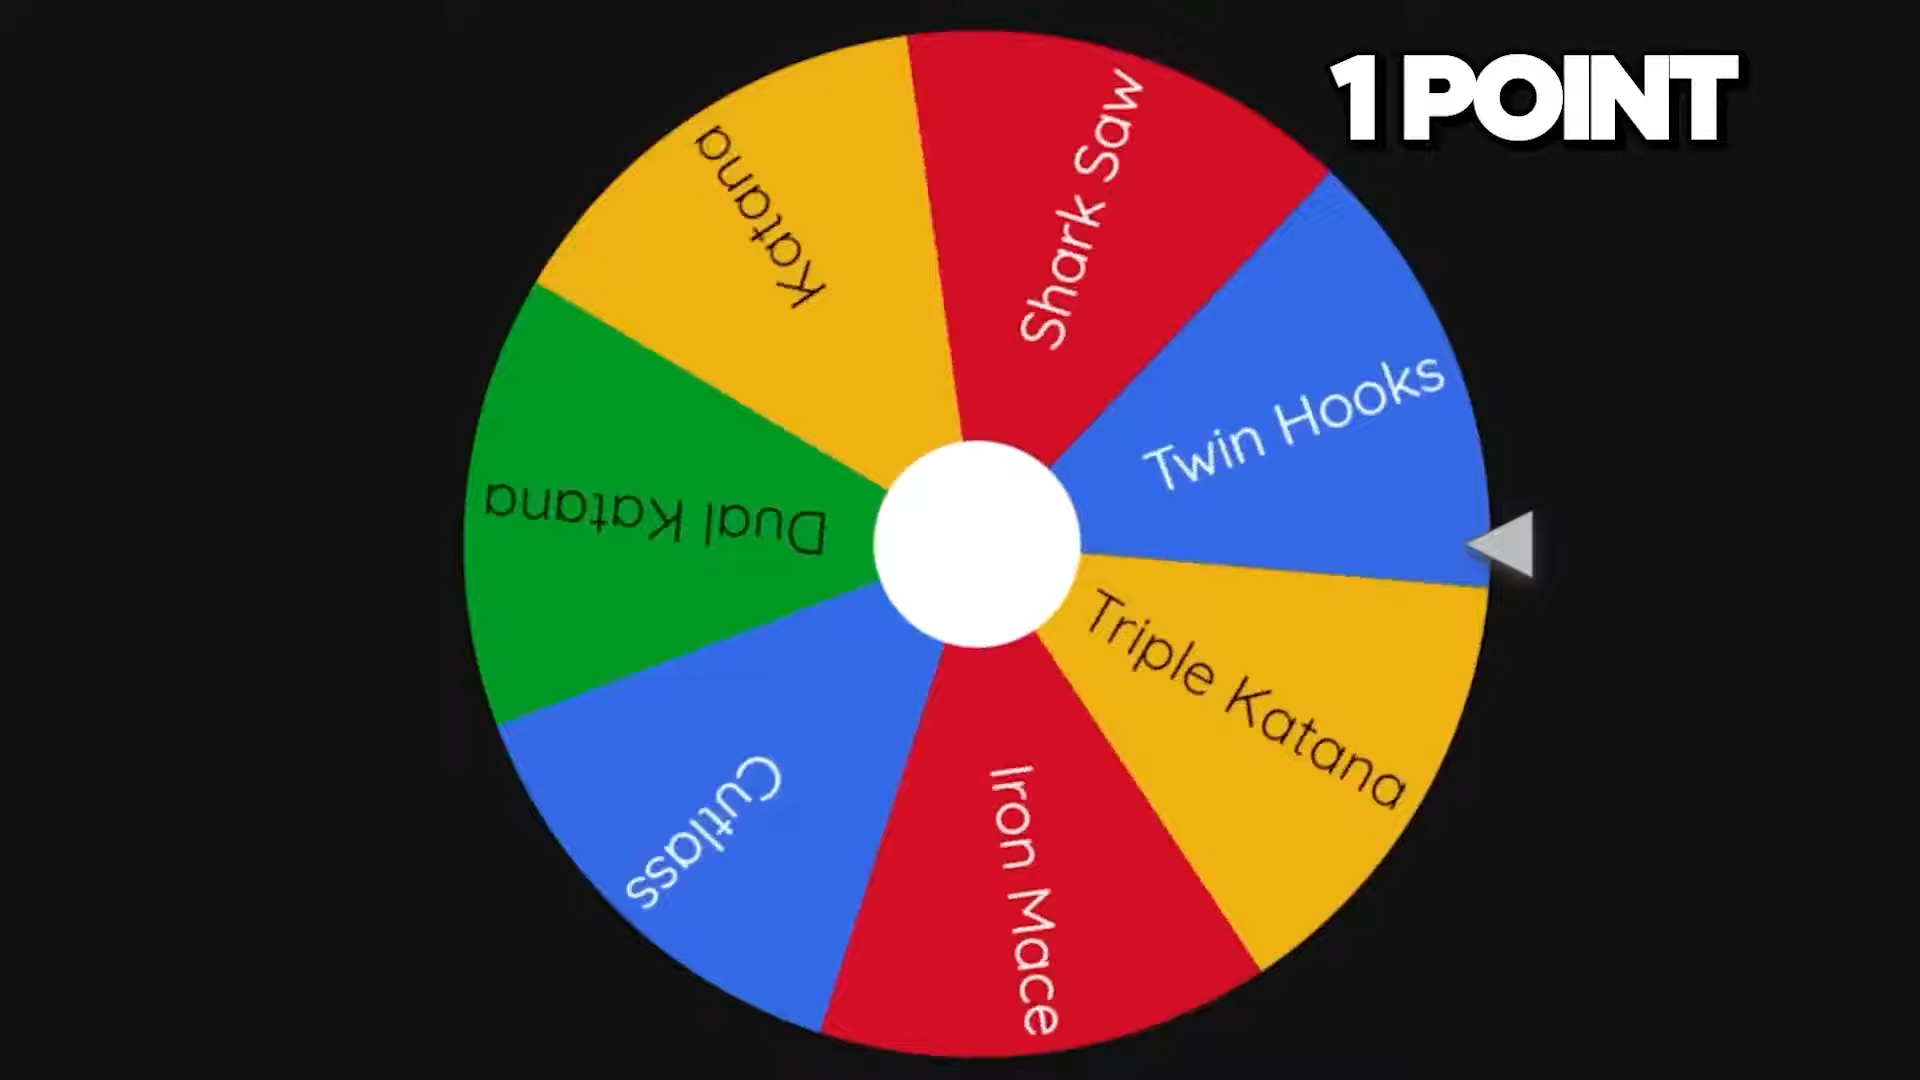 1 POINT
Shark Saw
Twin Hooks
Triple Katana
Iron Mace
Cutlass
Dual Katana
Katana